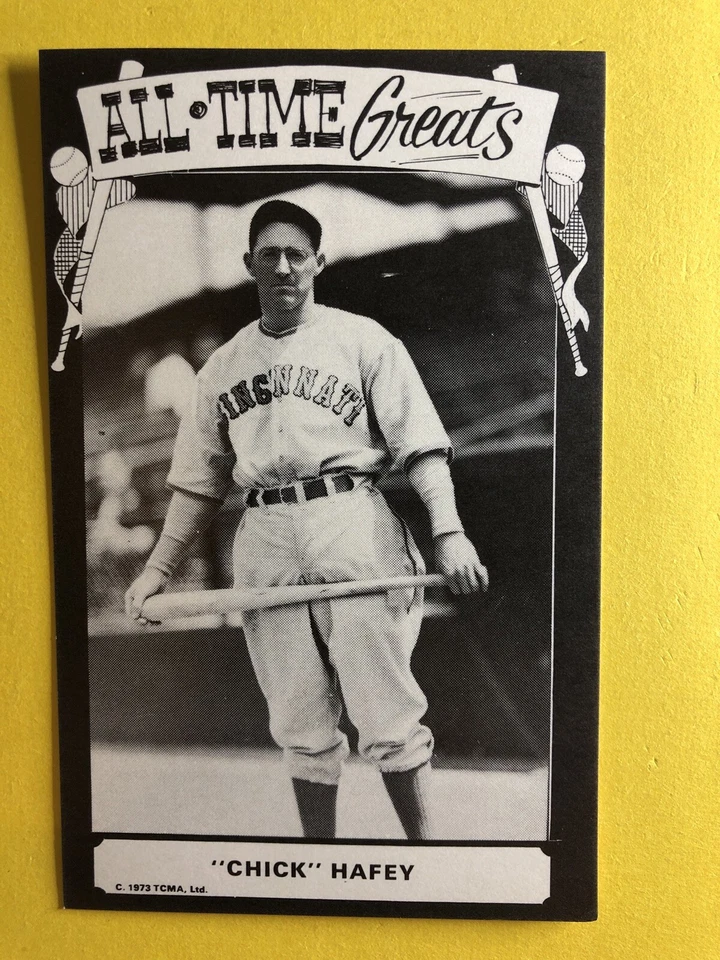 ALL·TIME Greats
CINCINNATI
"CHICK" HAFEY
C. 1973 TCMA, Ltd.